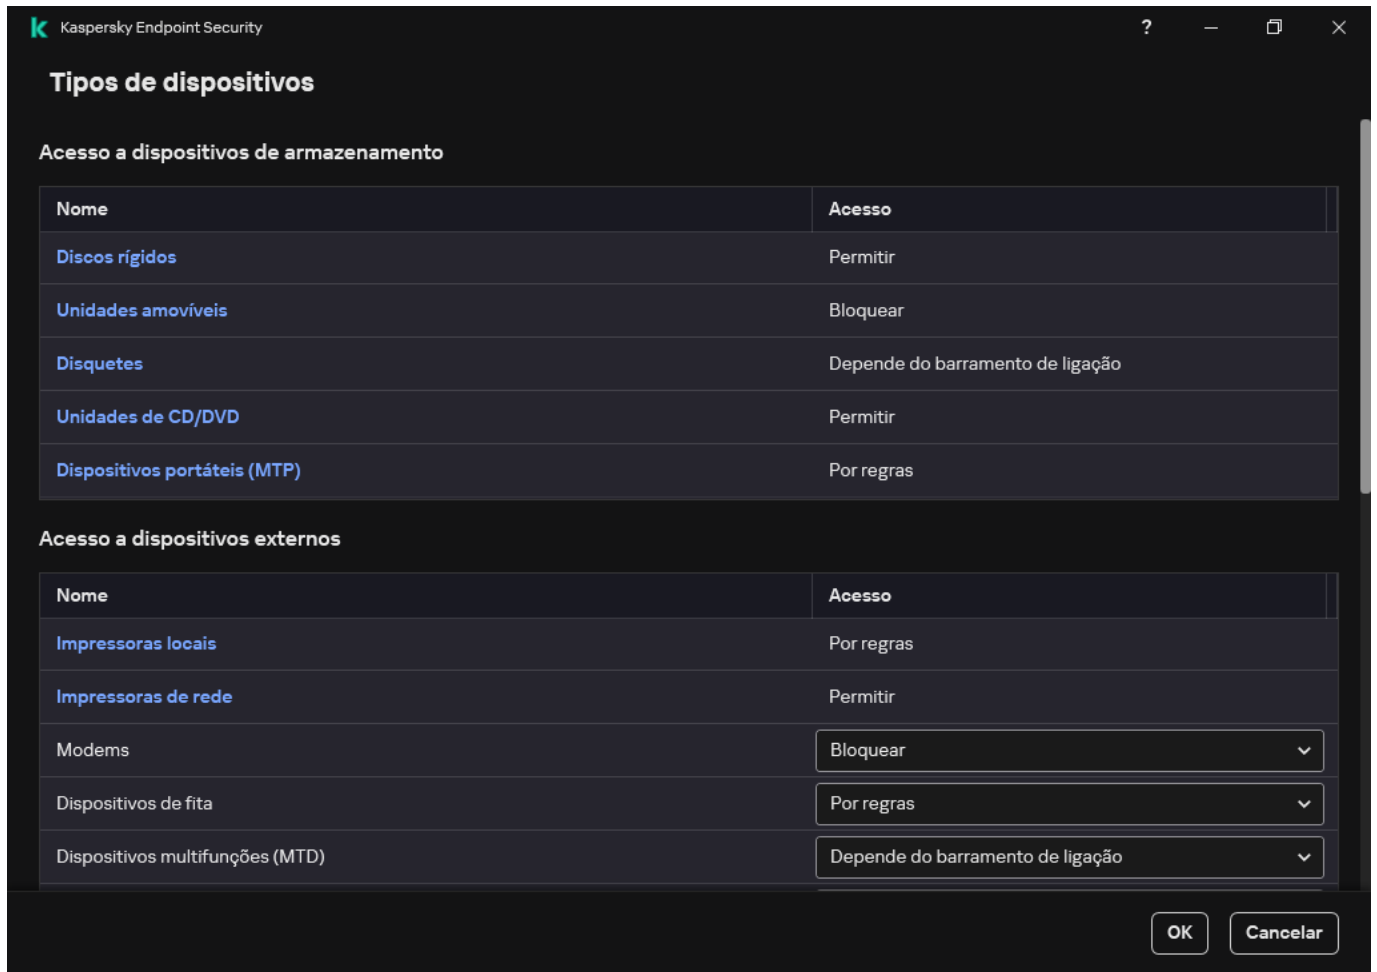 Kaspersky Endpoint Security
?
Tipos de dispositivos
Acesso a dispositivos de armazenamento
Nome Acesso
Discos rígidos Permitir
Unidades amovíveis Bloquear
Disquetes Depende do barramento de ligação
Unidades de CD/DVD Permitir
Dispositivos portáteis (MTP) Por regras
Acesso a dispositivos externos
Nome Acesso
Impressoras locais Por regras
Impressoras de rede Permitir
Modems Bloquear
Dispositivos de fita Por regras
Dispositivos multifunções (MTD) Depende do barramento de ligação
OK Cancelar